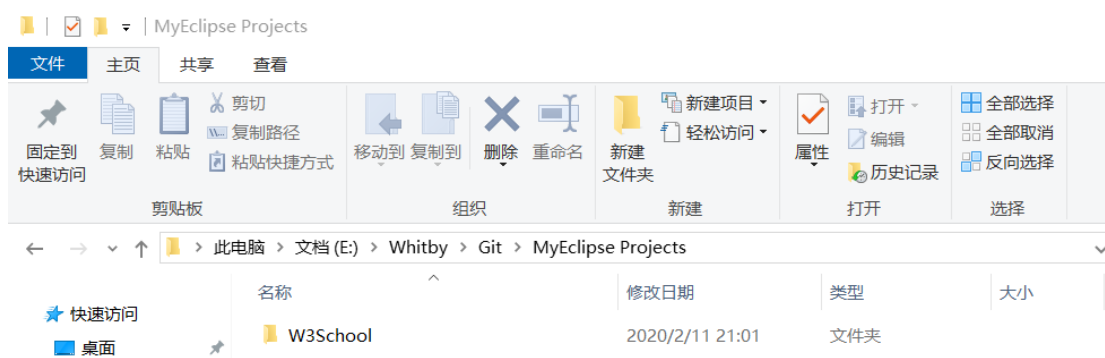 MyEclipse Projects
文件 主页 共享 查看
固定到快速访问
复制
粘贴
剪切
复制路径
粘贴快捷方式
剪贴板
移动到
复制到
删除
重命名
组织
新建文件夹
新建项目
轻松访问
新建
属性
打开
编辑
历史记录
打开
全部选择
全部取消
反向选择
选择
此电脑 > 文档 (E:) > Whitby > Git > MyEclipse Projects
快速访问
桌面
名称 修改日期 类型 大小
W3School 2020/2/11 21:01 文件夹